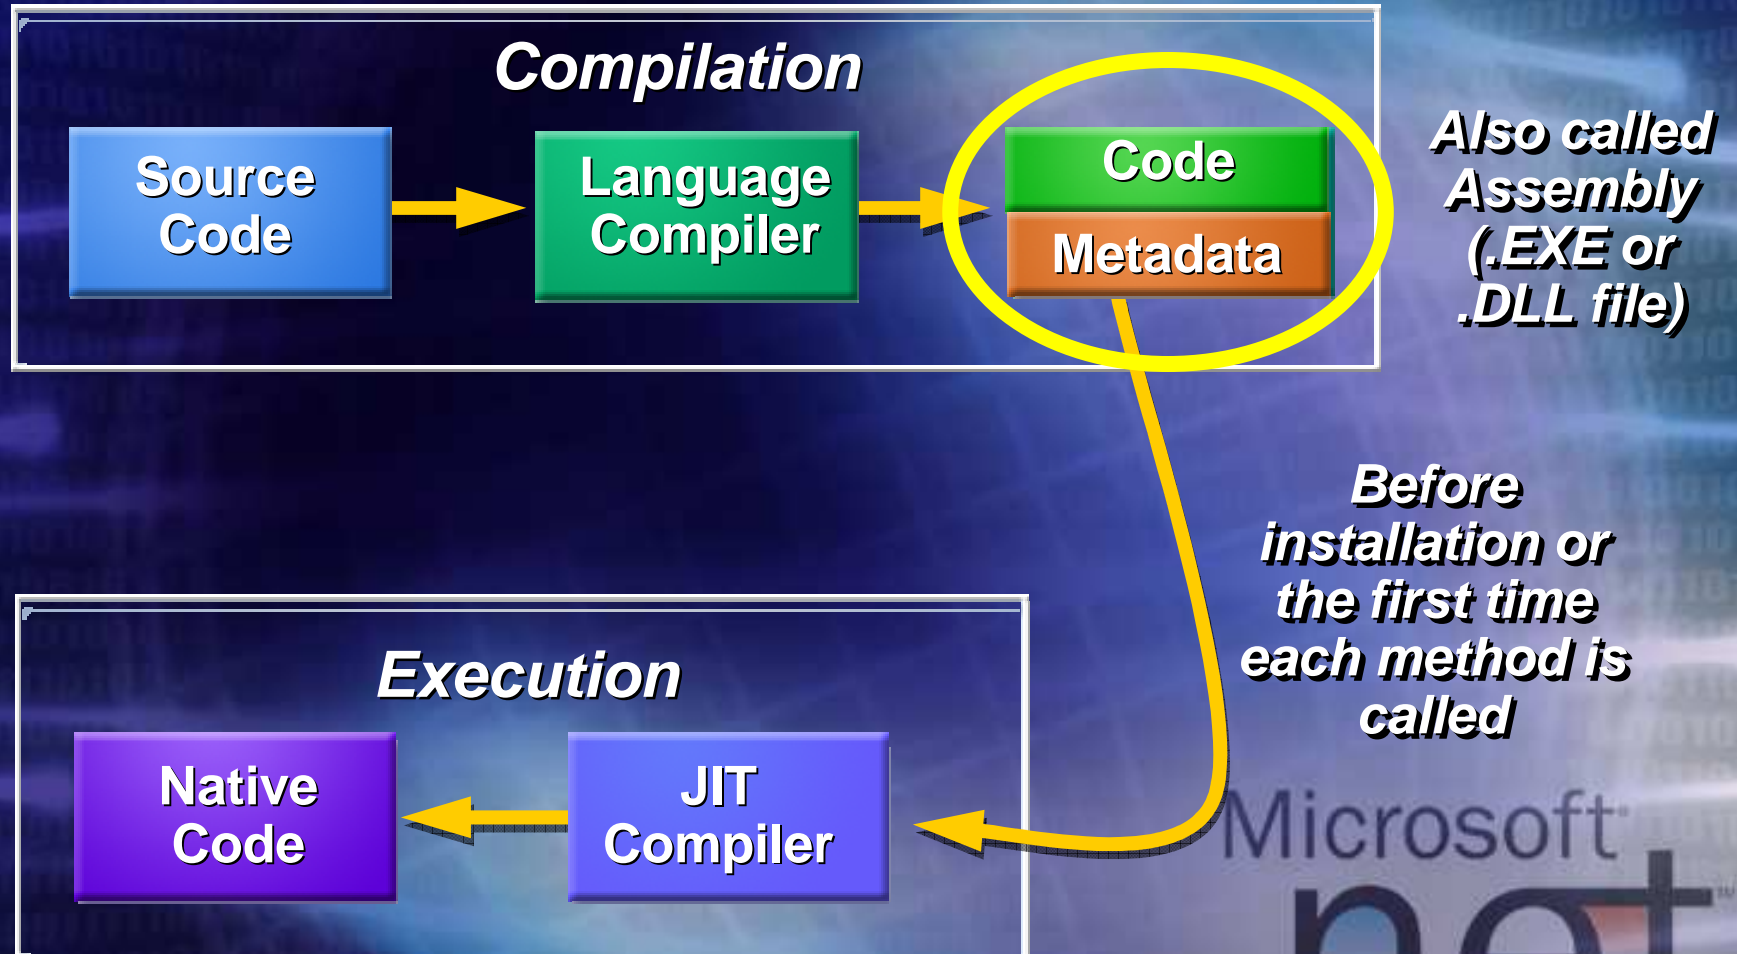 Compilation
Source
Code
Language
Compiler
Code
Metadata
Also called
Assembly
(.EXE or
.DLL file)
Before
installation or
the first time
each method is
called
Execution
Native
Code
JIT
Compiler
Microsoft
.net